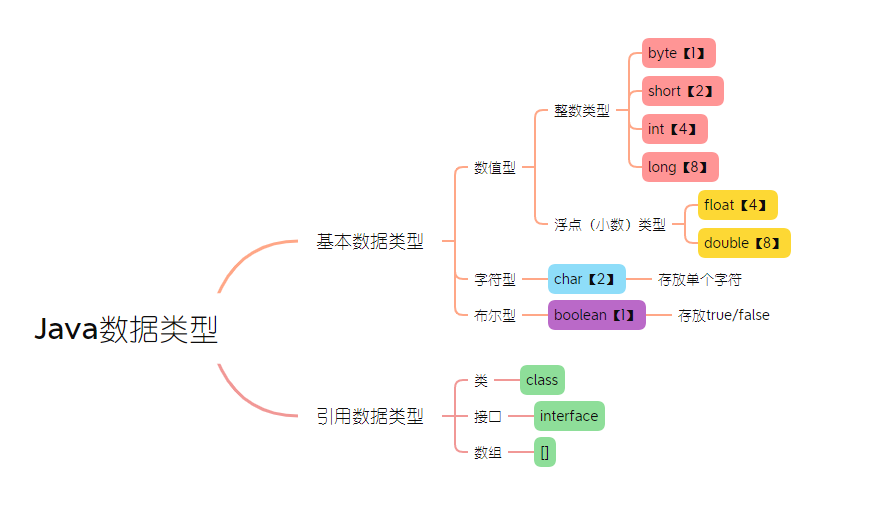 Java数据类型
基本数据类型
数值型
整数类型
byte【1】
short【2】
int【4】
long【8】
浮点（小数）类型
float【4】
double【8】
字符型
char【2】
存放单个字符
布尔型
boolean【1】
存放true/false
引用数据类型
类
class
接口
interface
数组
[]